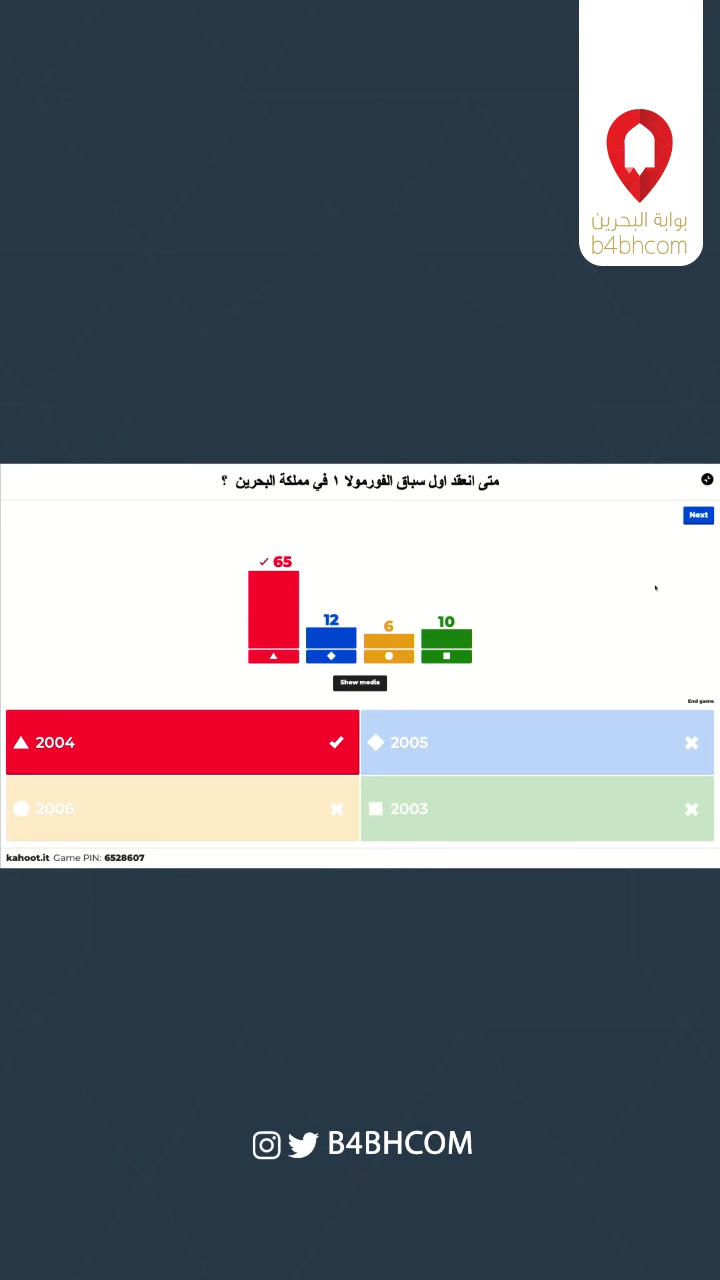 بوابة البحرين
b4bhcom
متى انعقد اول سباق الفورمولا ١ في مملكة البحرين ؟
Next
65
12
6
10
Show media
End game
2004
2005
2006
2003
kahoot.it Game PIN: 6528607
B4BHCOM